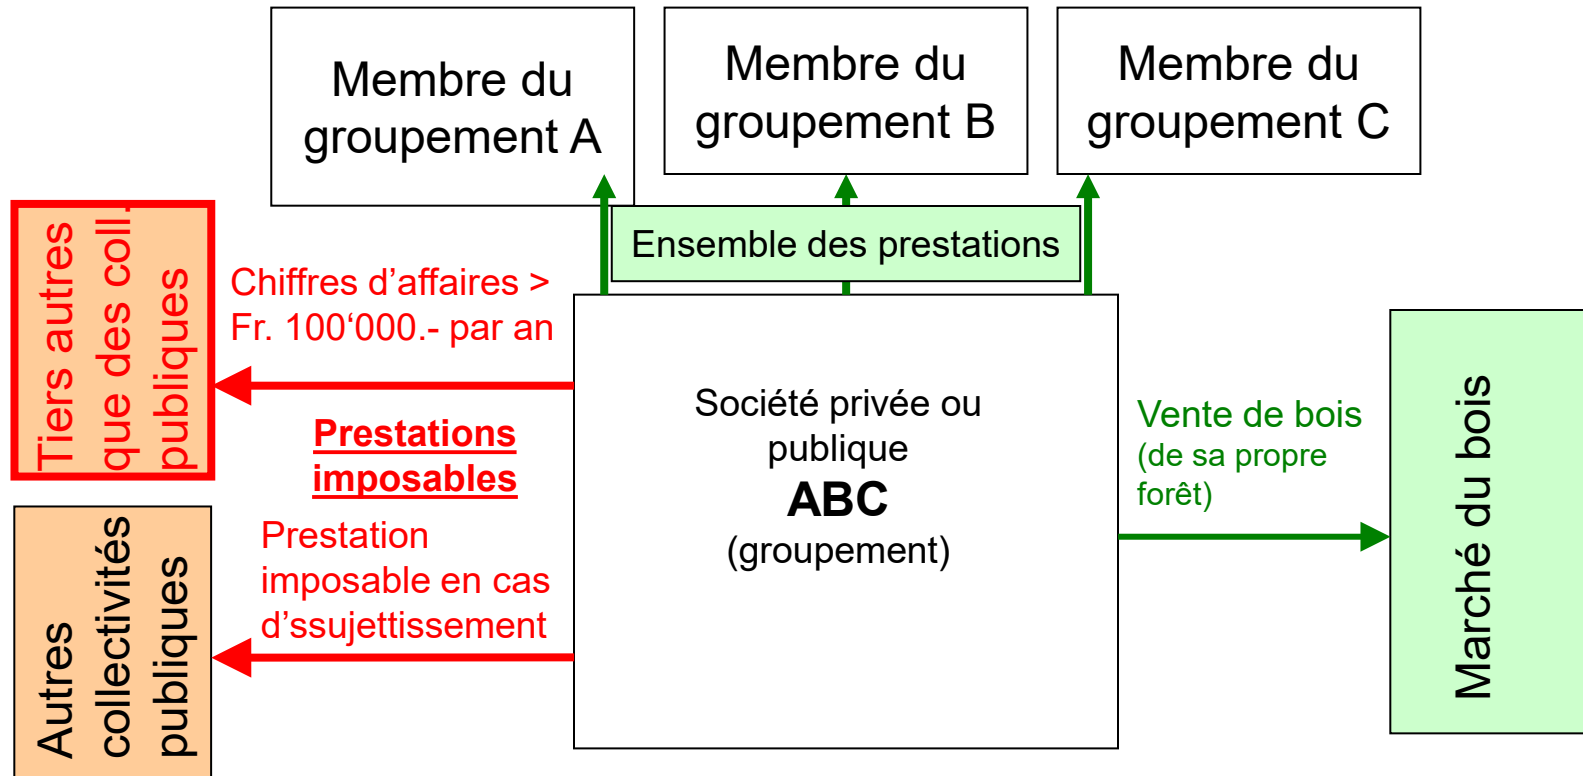 Membre du
groupement A
Membre du
groupement B
Membre du
groupement C
Ensemble des prestations
Tiers autres
que des coll.
publiques
Chiffres d’affaires >
Fr. 100‘000.- par an
Prestations
imposables
Prestation
imposable en cas
d’ssujettissement
Autres
collectivités
publiques
Société privée ou
publique
ABC
(groupement)
Vente de bois
(de sa propre
forêt)
Marché du bois